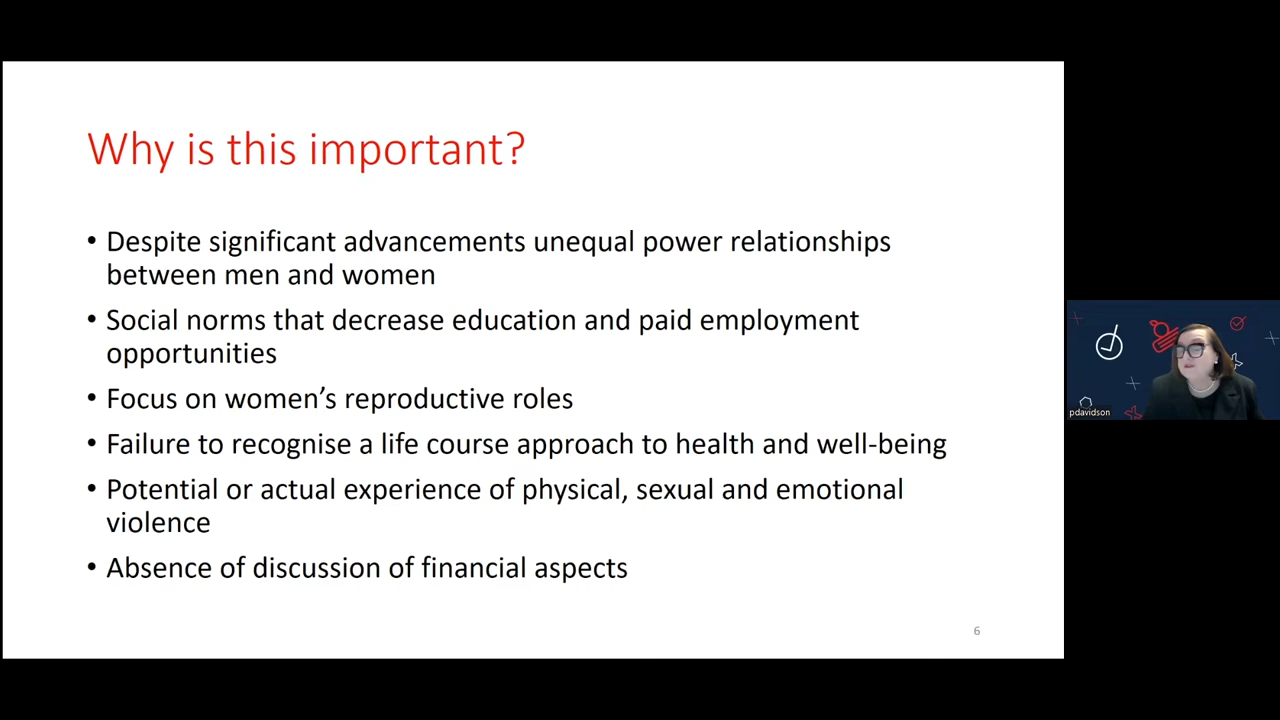 Why is this important?
• Despite significant advancements unequal power relationships
between men and women
• Social norms that decrease education and paid employment
opportunities
• Focus on women’s reproductive roles
• Failure to recognise a life course approach to health and well-being
• Potential or actual experience of physical, sexual and emotional
violence
• Absence of discussion of financial aspects
6
pdavidson